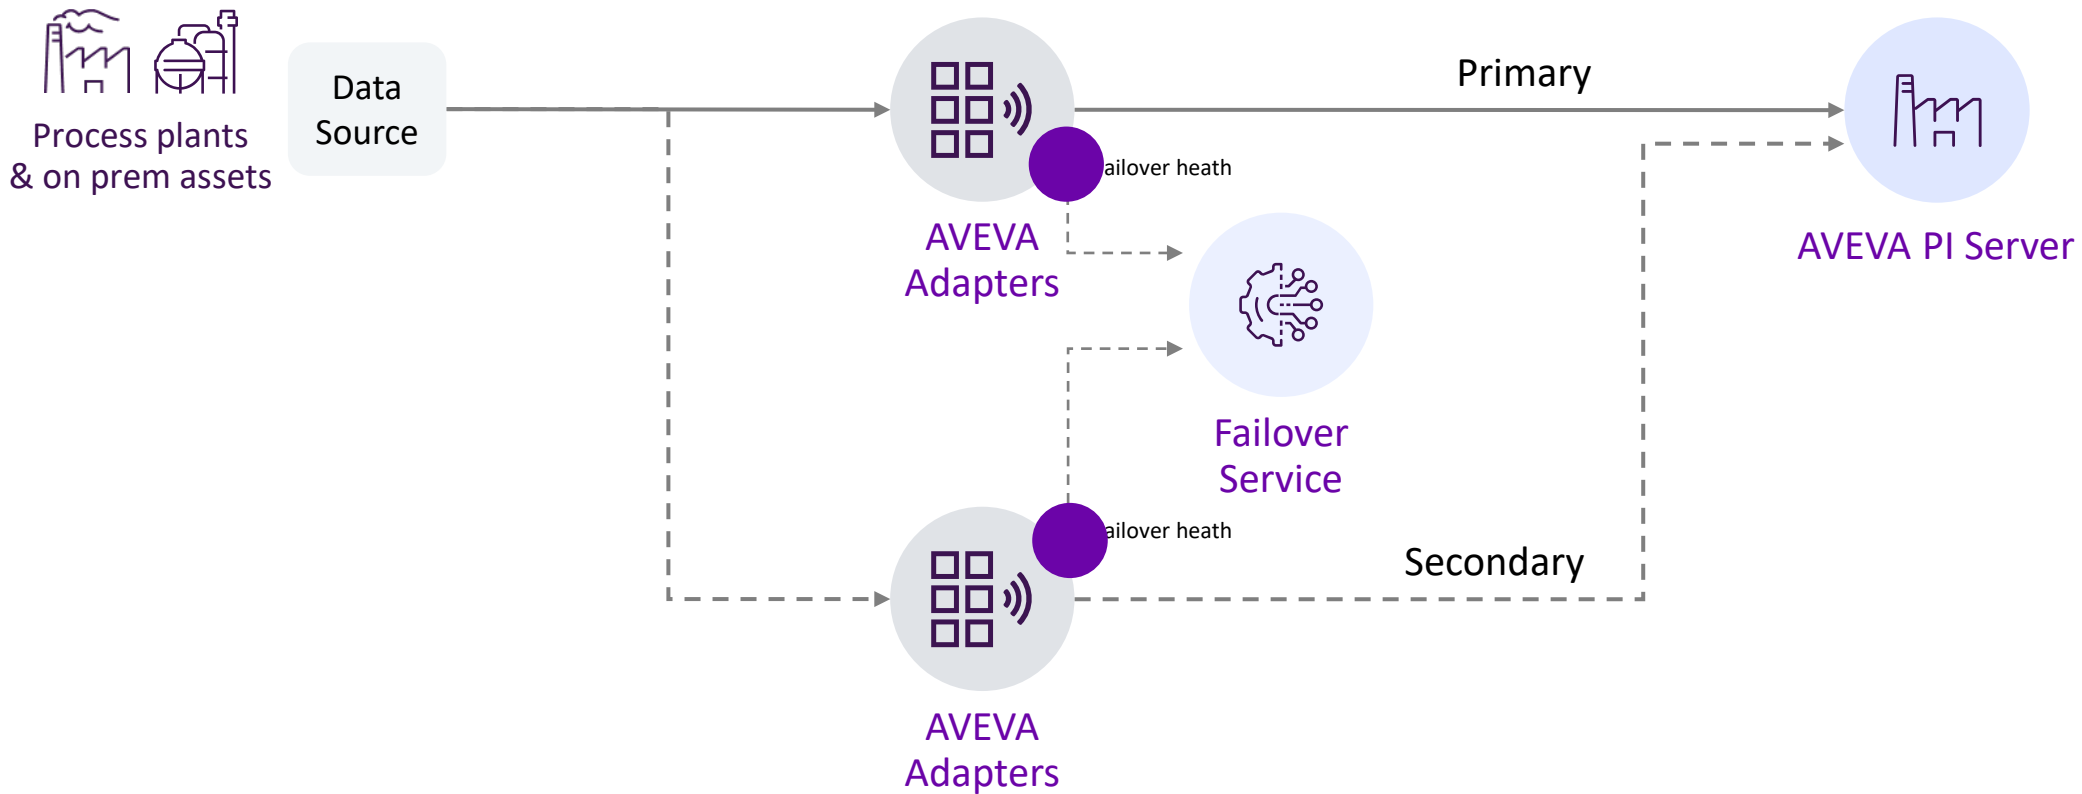 Process plants
& on prem assets
Data
Source
AVEVA
Adapters
ailover heath
Primary
AVEVA PI Server
Failover
Service
ailover heath
Secondary
AVEVA
Adapters